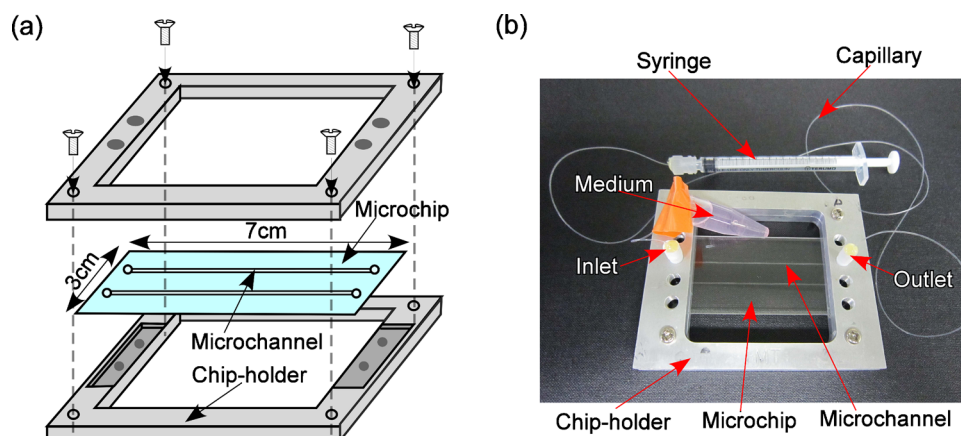 (a)
Microchip
7cm
3cm
Microchannel
Chip-holder
(b)
Syringe
Capillary
Medium
Inlet
Outlet
Chip-holder
Microchip
Microchannel